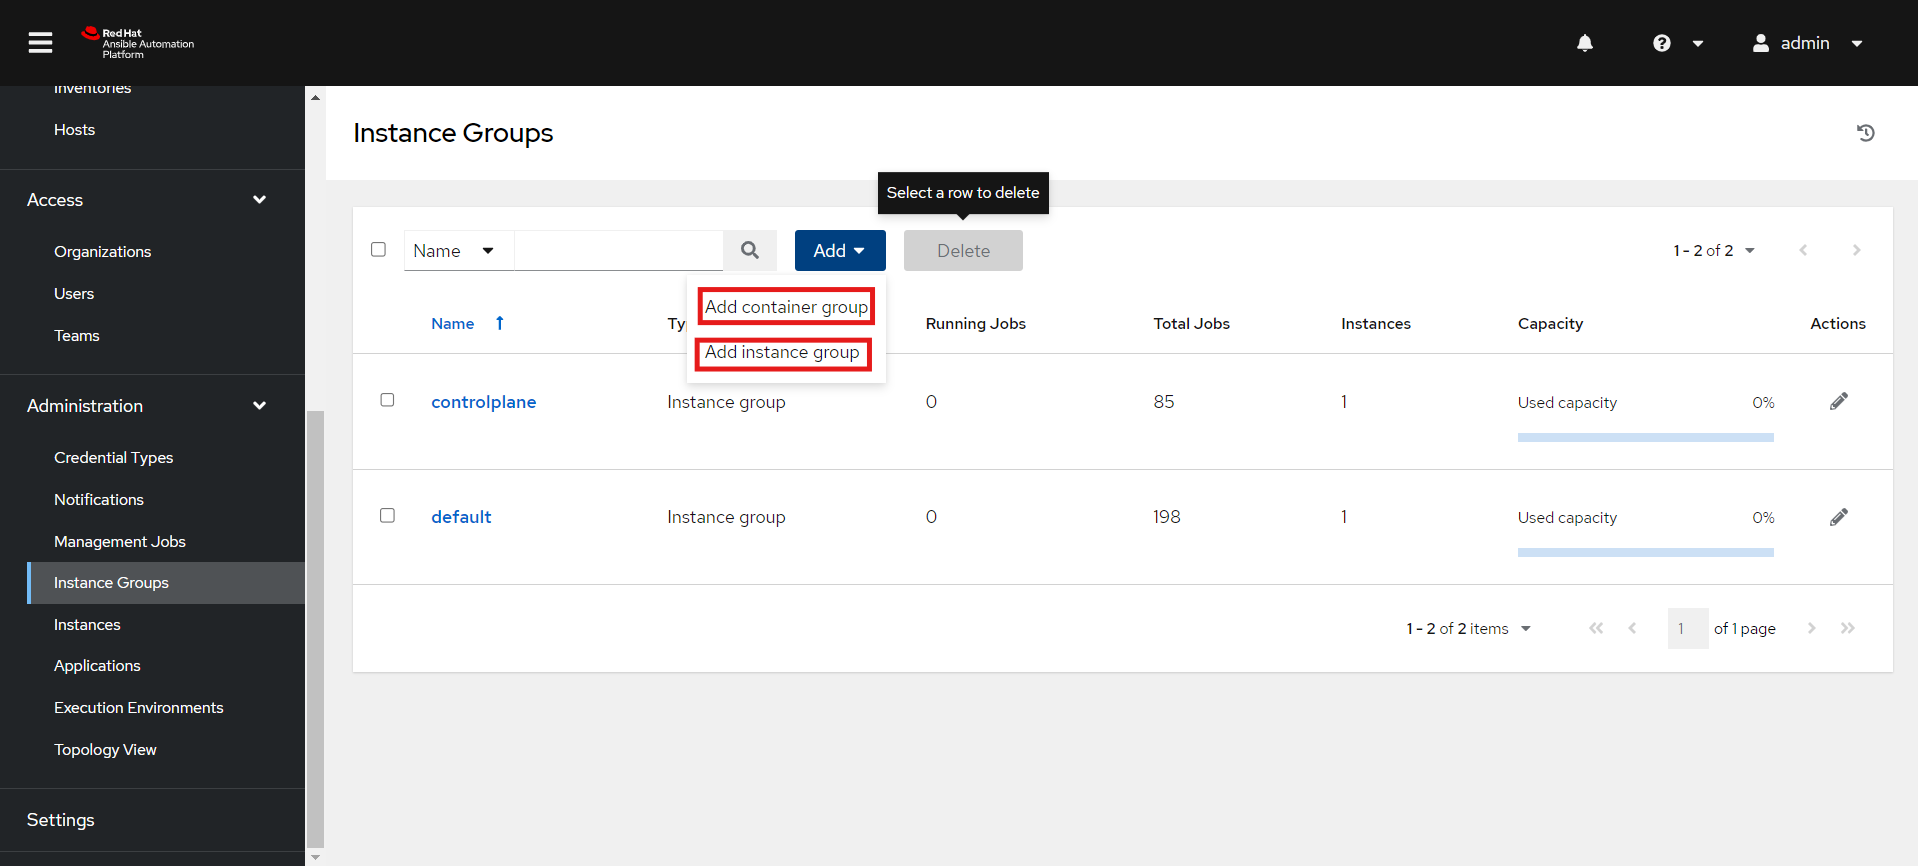 Red Hat
Ansible Automation
Platform
admin
Inventories
Hosts
Access
Organizations
Users
Teams
Administration
Credential Types
Notifications
Management Jobs
Instance Groups
Instances
Applications
Execution Environments
Topology View
Settings
Instance Groups
Select a row to delete
Name
Add
Delete
1 - 2 of 2
Add container group
Add instance group
Name Ty Running Jobs Total Jobs Instances Capacity Actions
controlplane Instance group 0 85 1 Used capacity 0%
default Instance group 0 198 1 Used capacity 0%
1 - 2 of 2 items 1 of 1 page